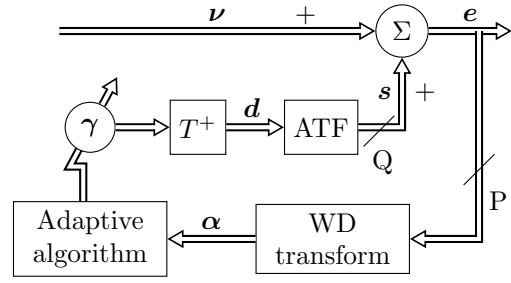 ν + Σ e
s +
γ T⁺ d ATF
Q
P
Adaptive
algorithm
α
WD
transform